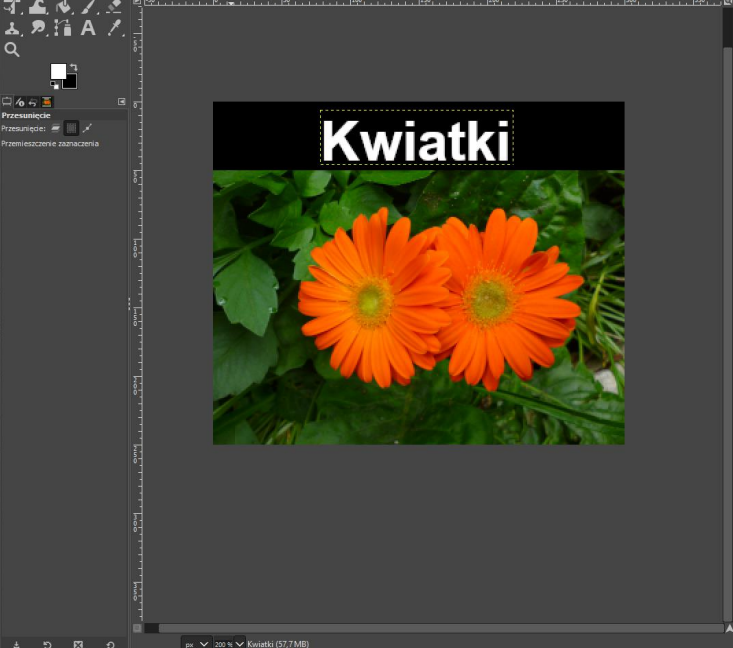 Przesunięcie
Przesunięcie:
Przemieszczenie zaznaczenia
Kwiatki
px 200 % Kwiatki (57,7 MB)